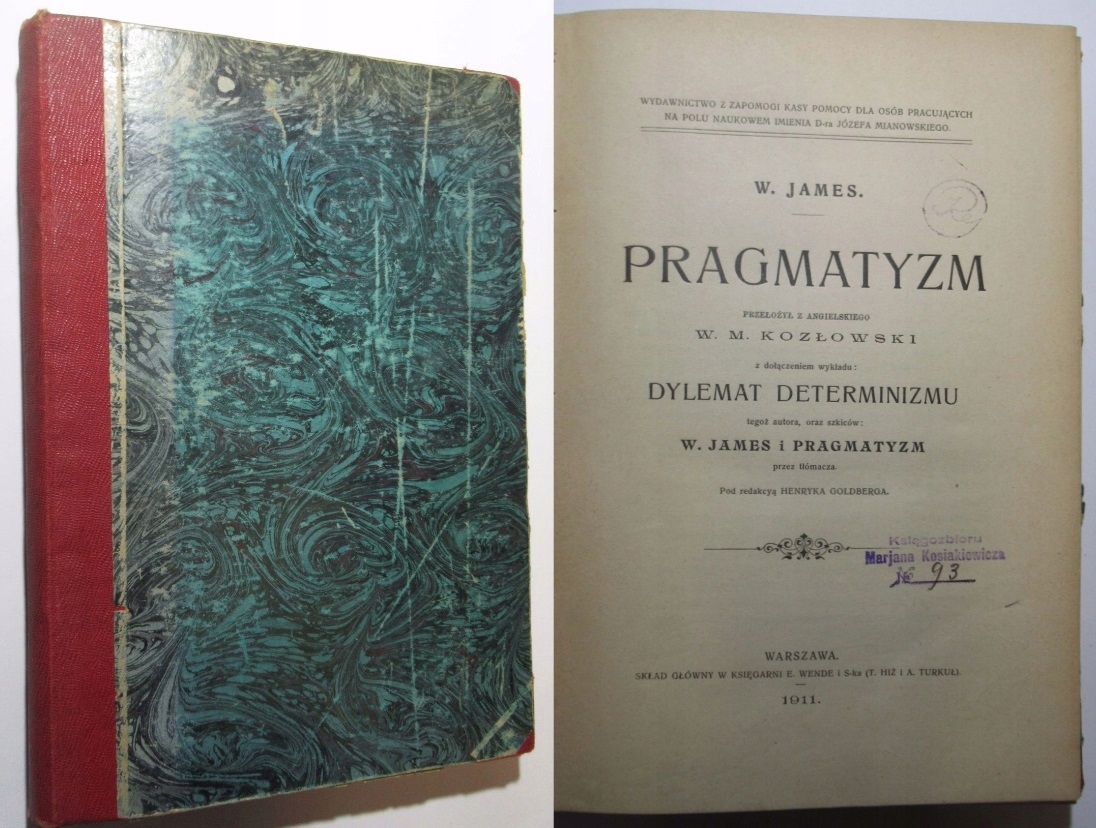 WYDAWNICTWO Z ZAPOMOGI KASY POMOCY DLA OSÓB PRACUJĄCYCH
NA POLU NAUKOWEM IMIENIA D-ra JÓZEFA MIANOWSKIEGO.
W. JAMES.
PRAGMATYZM
PRZEŁOŻYŁ Z ANGIELSKIEGO
W. M. KOZŁOWSKI
z dołączeniem wykładu:
DYLEMAT DETERMINIZMU
tegoż autora, oraz szkiców:
W. JAMES i PRAGMATYZM
przez tłómacza.
Pod redakcyą HENRYKA GOLDBERGA.
Księgozbioru
Marjana Kosiakiewicza
№ 93
WARSZAWA.
SKŁAD GŁÓWNY W KSIĘGARNI E. WENDE i S-ka (T. HIŻ i A. TURKUŁ).
1911.